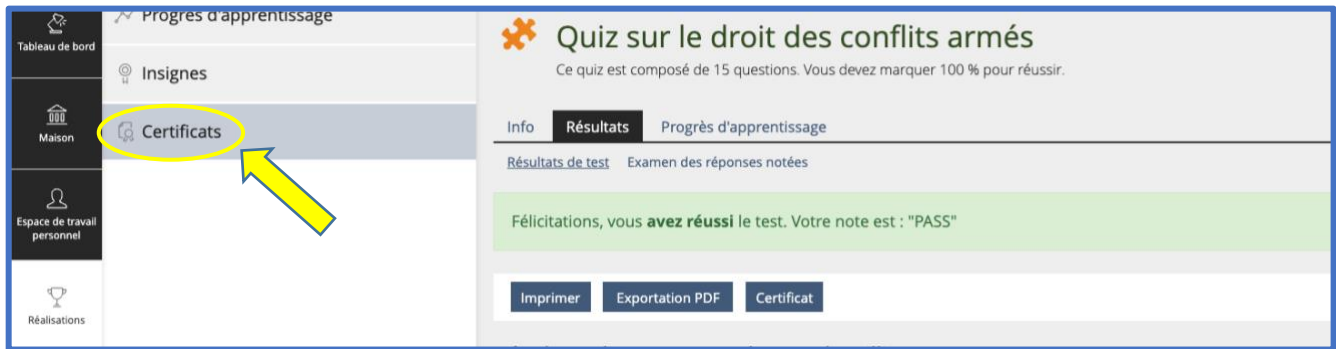 Tableau de bord
Maison
Espace de travail
personnel
Réalisations
Progrès d'apprentissage
Insignes
Certificats
Quiz sur le droit des conflits armés
Ce quiz est composé de 15 questions. Vous devez marquer 100 % pour réussir.
Info Résultats Progrès d'apprentissage
Résultats de test Examen des réponses notées
Félicitations, vous avez réussi le test. Votre note est : "PASS"
Imprimer Exportation PDF Certificat